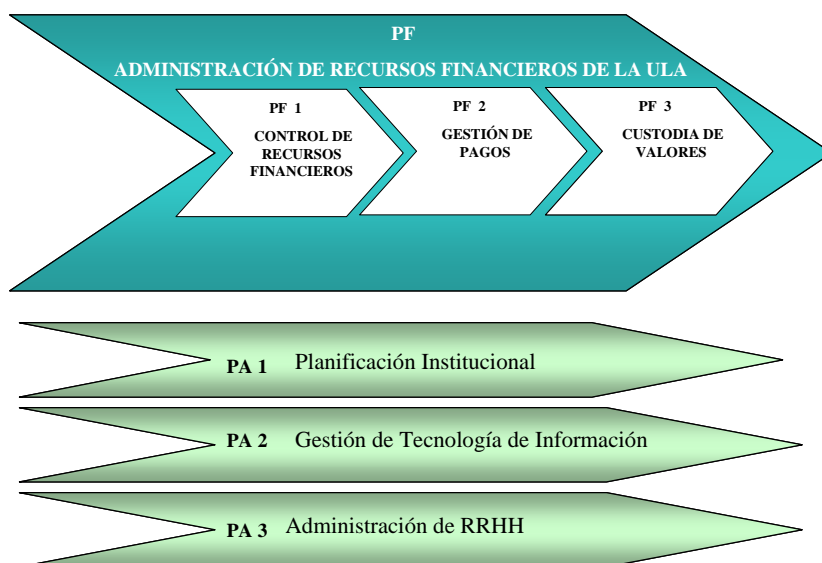 PF
ADMINISTRACIÓN DE RECURSOS FINANCIEROS DE LA ULA
PF 1
CONTROL DE
RECURSOS
FINANCIEROS
PF 2
GESTIÓN DE
PAGOS
PF 3
CUSTODIA DE
VALORES
PA 1 Planificación Institucional
PA 2 Gestión de Tecnología de Información
PA 3 Administración de RRHH